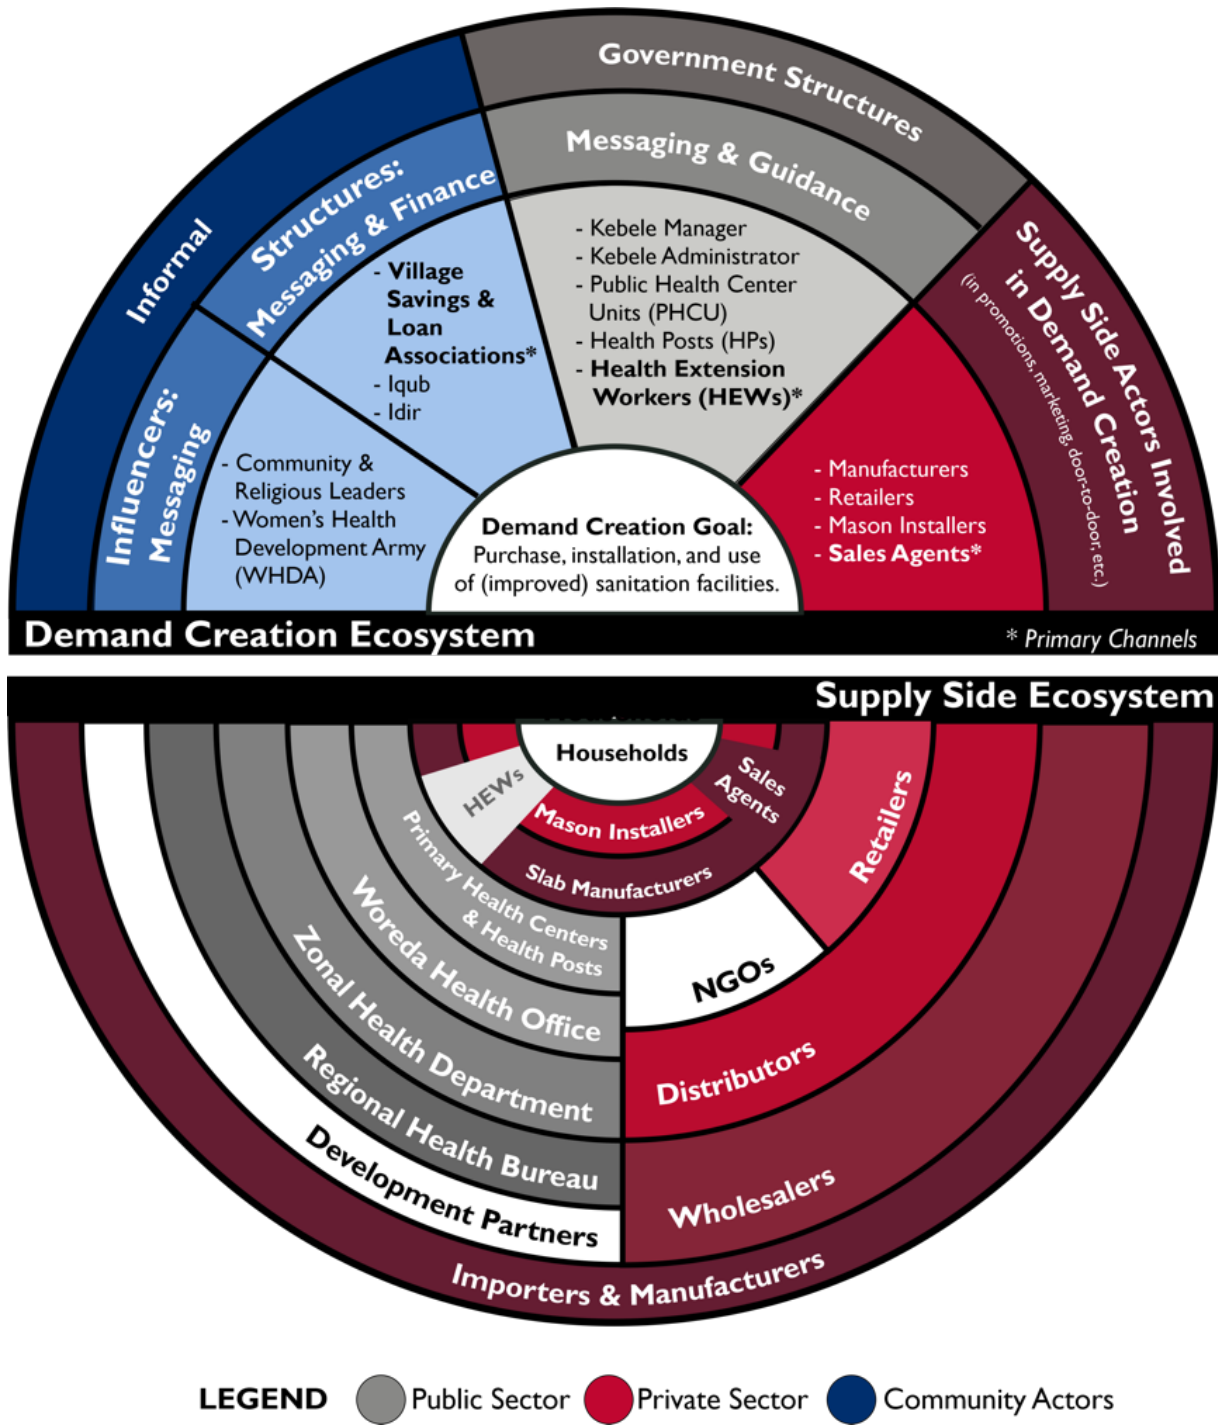 Government Structures
Messaging & Guidance
- Kebele Manager
- Kebele Administrator
- Public Health Center
Units (PHCU)
- Health Posts (HPs)
- Health Extension
Workers (HEWs)*
Informal
Structures:
Messaging & Finance
- Village
Savings &
Loan
Associations*
- Iqub
- Idir
Influencers:
Messaging
- Community &
Religious Leaders
- Women's Health
Development Army
(WHDA)
Supply Side Actors Involved
in Demand Creation
(in promotions, marketing, door-to-door, etc.)
- Manufacturers
- Retailers
- Mason Installers
- Sales Agents*
Demand Creation Goal:
Purchase, installation, and use
of (improved) sanitation facilities.
Demand Creation Ecosystem
* Primary Channels
Supply Side Ecosystem
Households
Households
HEWs
Sales
Agents
Mason Installers
Slab Manufacturers
Retailers
Primary Health Centers
& Health Posts
NGOs
Woreda Health Office
Zonal Health Department
Distributors
Regional Health Bureau
Wholesalers
Development Partners
Importers & Manufacturers
LEGEND
Public Sector
Private Sector
Community Actors